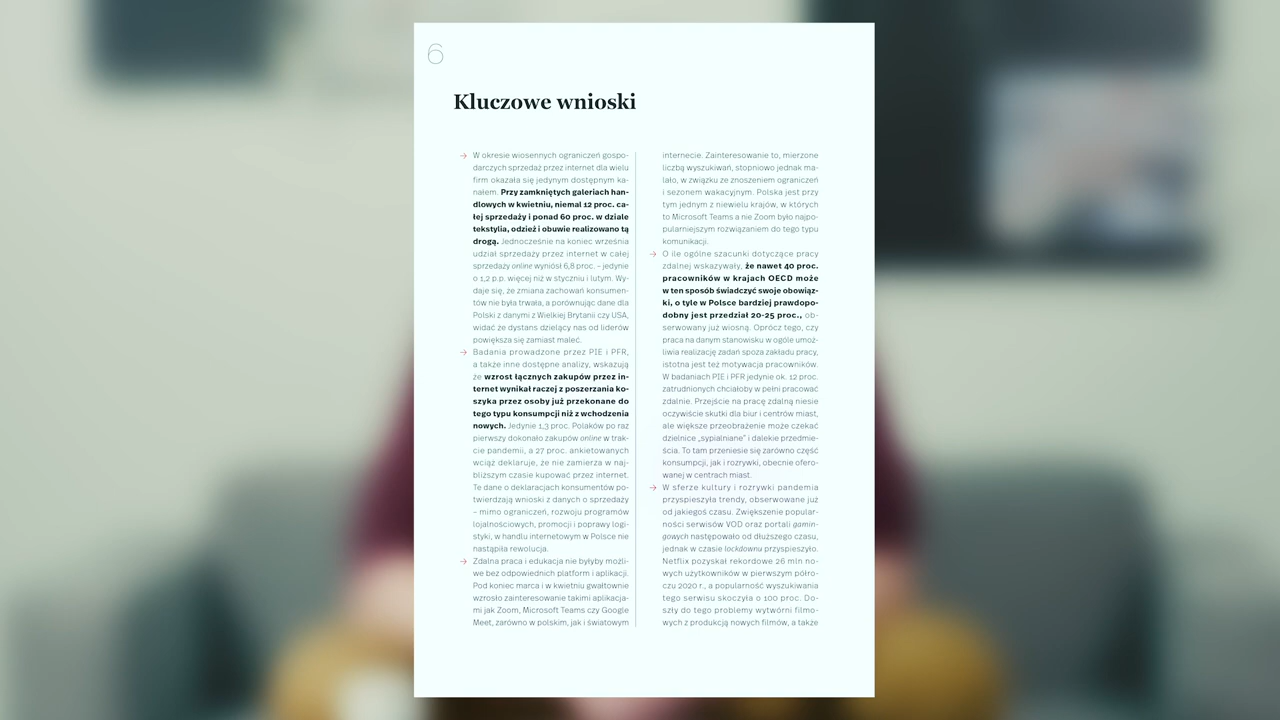 6
Kluczowe wnioski
→ W okresie wiosennych ograniczeń gospo-
darczych sprzedaż przez internet dla wielu
firm okazała się jedynym dostępnym ka-
nałem. Przy zamkniętych galeriach han-
dlowych w kwietniu, niemal 12 proc. ca-
łej sprzedaży i ponad 60 proc. w dziale
tekstylia, odzież i obuwie realizowano tą
drogą. Jednocześnie na koniec września
udział sprzedaży przez internet w całej
sprzedaży online wyniósł 6,8 proc. – jedynie
o 1,2 p.p. więcej niż w styczniu i lutym. Wy-
daje się, że zmiana zachowań konsumen-
tów nie była trwała, a porównując dane dla
Polski z danymi z Wielkiej Brytanii czy USA,
widać że dystans dzielący nas od liderów
powiększa się zamiast maleć.
→ Badania prowadzone przez PIE i PFR,
a także inne dostępne analizy, wskazują
że wzrost łącznych zakupów przez in-
ternet wynikał raczej z poszerzania ko-
szyka przez osoby już przekonane do
tego typu konsumpcji niż z wchodzenia
nowych. Jedynie 1,3 proc. Polaków po raz
pierwszy dokonało zakupów online w trak-
cie pandemii, a 27 proc. ankietowanych
wciąż deklaruje, że nie zamierza w naj-
bliższym czasie kupować przez internet.
Te dane o deklaracjach konsumentów po-
twierdzają wnioski z danych o sprzedaży
– mimo ograniczeń, rozwoju programów
lojalnościowych, promocji i poprawy logi-
styki, w handlu internetowym w Polsce nie
nastąpiła rewolucja.
→ Zdalna praca i edukacja nie byłyby możli-
we bez odpowiednich platform i aplikacji.
Pod koniec marca i w kwietniu gwałtownie
wzrosło zainteresowanie takimi aplikacja-
mi jak Zoom, Microsoft Teams czy Google
Meet, zarówno w polskim, jak i światowym
internecie. Zainteresowanie to, mierzone
liczbą wyszukiwań, stopniowo jednak ma-
lało, w związku ze znoszeniem ograniczeń
i sezonem wakacyjnym. Polska jest przy
tym jednym z niewielu krajów, w których
to Microsoft Teams a nie Zoom było najpo-
pularniejszym rozwiązaniem do tego typu
komunikacji.
→ O ile ogólne szacunki dotyczące pracy
zdalnej wskazywały, że nawet 40 proc.
pracowników w krajach OECD może
w ten sposób świadczyć swoje obowiąz-
ki, o tyle w Polsce bardziej prawdopo-
dobny jest przedział 20-25 proc., ob-
serwowany już wiosną. Oprócz tego, czy
praca na danym stanowisku w ogóle umoż-
liwia realizację zadań spoza zakładu pracy,
istotna jest też motywacja pracowników.
W badaniach PIE i PFR jedynie ok. 12 proc.
zatrudnionych chciałoby w pełni pracować
zdalnie. Przejście na pracę zdalną niesie
oczywiście skutki dla biur i centrów miast,
ale większe przeobrażenie może czekać
dzielnice „sypialniane” i dalekie przedmie-
ścia. To tam przeniesie się zarówno część
konsumpcji, jak i rozrywki, obecnie ofero-
wanej w centrach miast.
→ W sferze kultury i rozrywki pandemia
przyspieszyła trendy, obserwowane już
od jakiegoś czasu. Zwiększenie popular-
ności serwisów VOD oraz portali gamin-
gowych następowało od dłuższego czasu,
jednak w czasie lockdownu przyspieszyło.
Netflix pozyskał rekordowe 26 mln no-
wych użytkowników w pierwszym półro-
czu 2020 r., a popularność wyszukiwania
tego serwisu skoczyła o 100 proc. Do-
szły do tego problemy wytwórni filmo-
wych z produkcją nowych filmów, a także